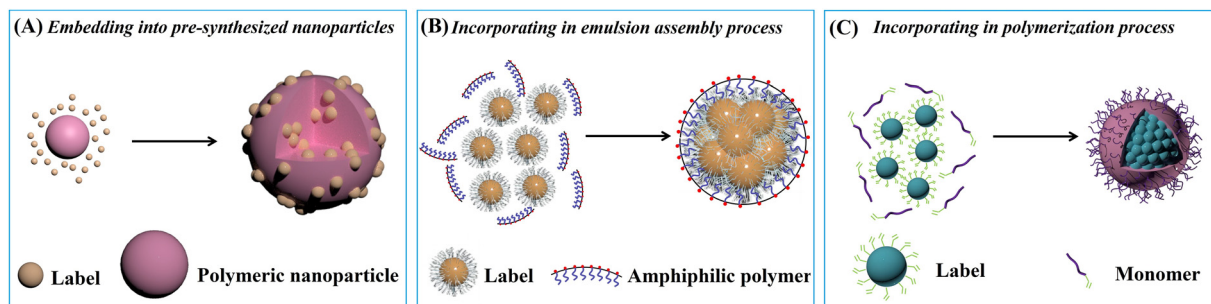 (A) Embedding into pre-synthesized nanoparticles
Label
Polymeric nanoparticle
(B) Incorporating in emulsion assembly process
Label
Amphiphilic polymer
(C) Incorporating in polymerization process
Label
Monomer